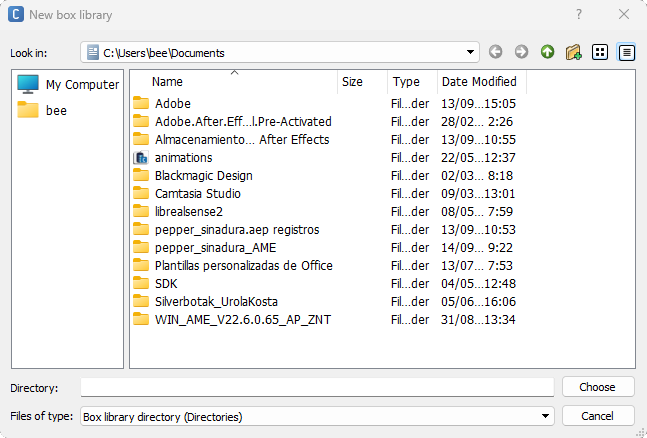 C New box library ? ×
Look in: C:\Users\bee\Documents
My Computer
bee
Name Size Type Date Modified
Adobe Fil...der 13/09...15:05
Adobe.After.Eff...l.Pre-Activated Fil...der 28/02... 2:26
Almacenamiento... After Effects Fil...der 13/09...10:55
animations Fil...der 22/05...12:37
Blackmagic Design Fil...der 02/03... 8:18
Camtasia Studio Fil...der 09/03...13:01
librealsense2 Fil...der 08/05... 7:59
pepper_sinadura.aep registros Fil...der 13/09...10:53
pepper_sinadura_AME Fil...der 14/09... 9:22
Plantillas personalizadas de Office Fil...der 13/07... 7:53
SDK Fil...der 04/05...12:48
Silverbotak_UrolaKosta Fil...der 05/06...16:06
WIN_AME_V22.6.0.65_AP_ZNT Fil...der 31/08...13:34
Directory: Choose
Files of type: Box library directory (Directories) Cancel